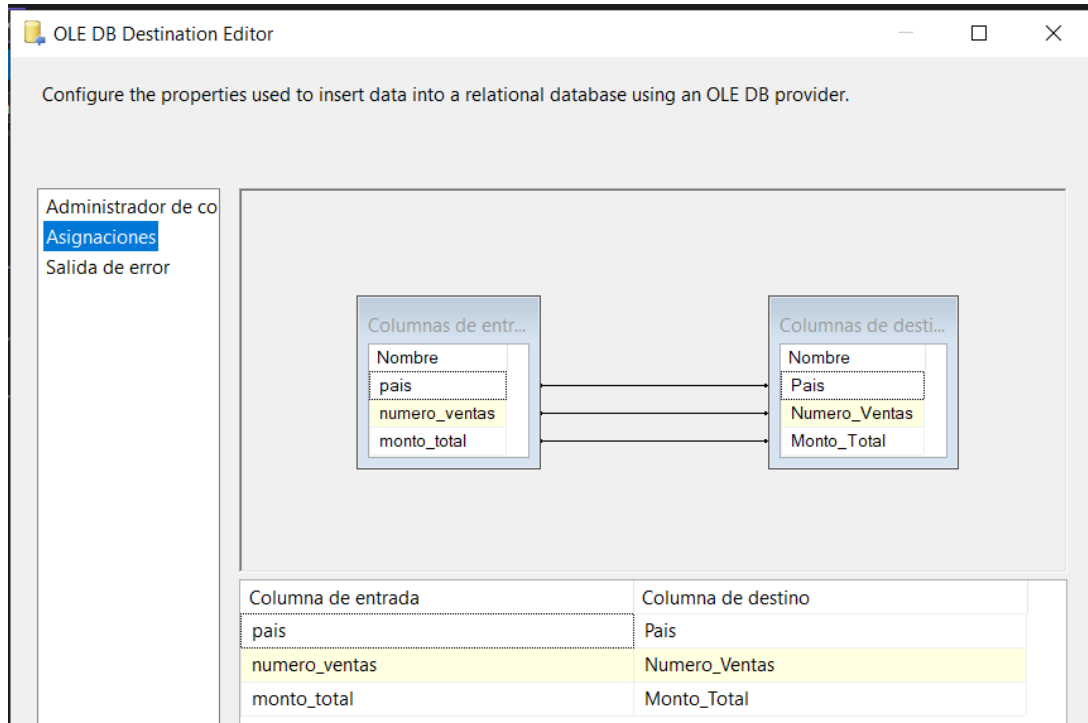 OLE DB Destination Editor
Configure the properties used to insert data into a relational database using an OLE DB provider.
Administrador de co
Asignaciones
Salida de error
Columnas de entr...
Nombre
pais
numero_ventas
monto_total
Columnas de desti...
Nombre
Pais
Numero_Ventas
Monto_Total
Columna de entrada Columna de destino
pais Pais
numero_ventas Numero_Ventas
monto_total Monto_Total